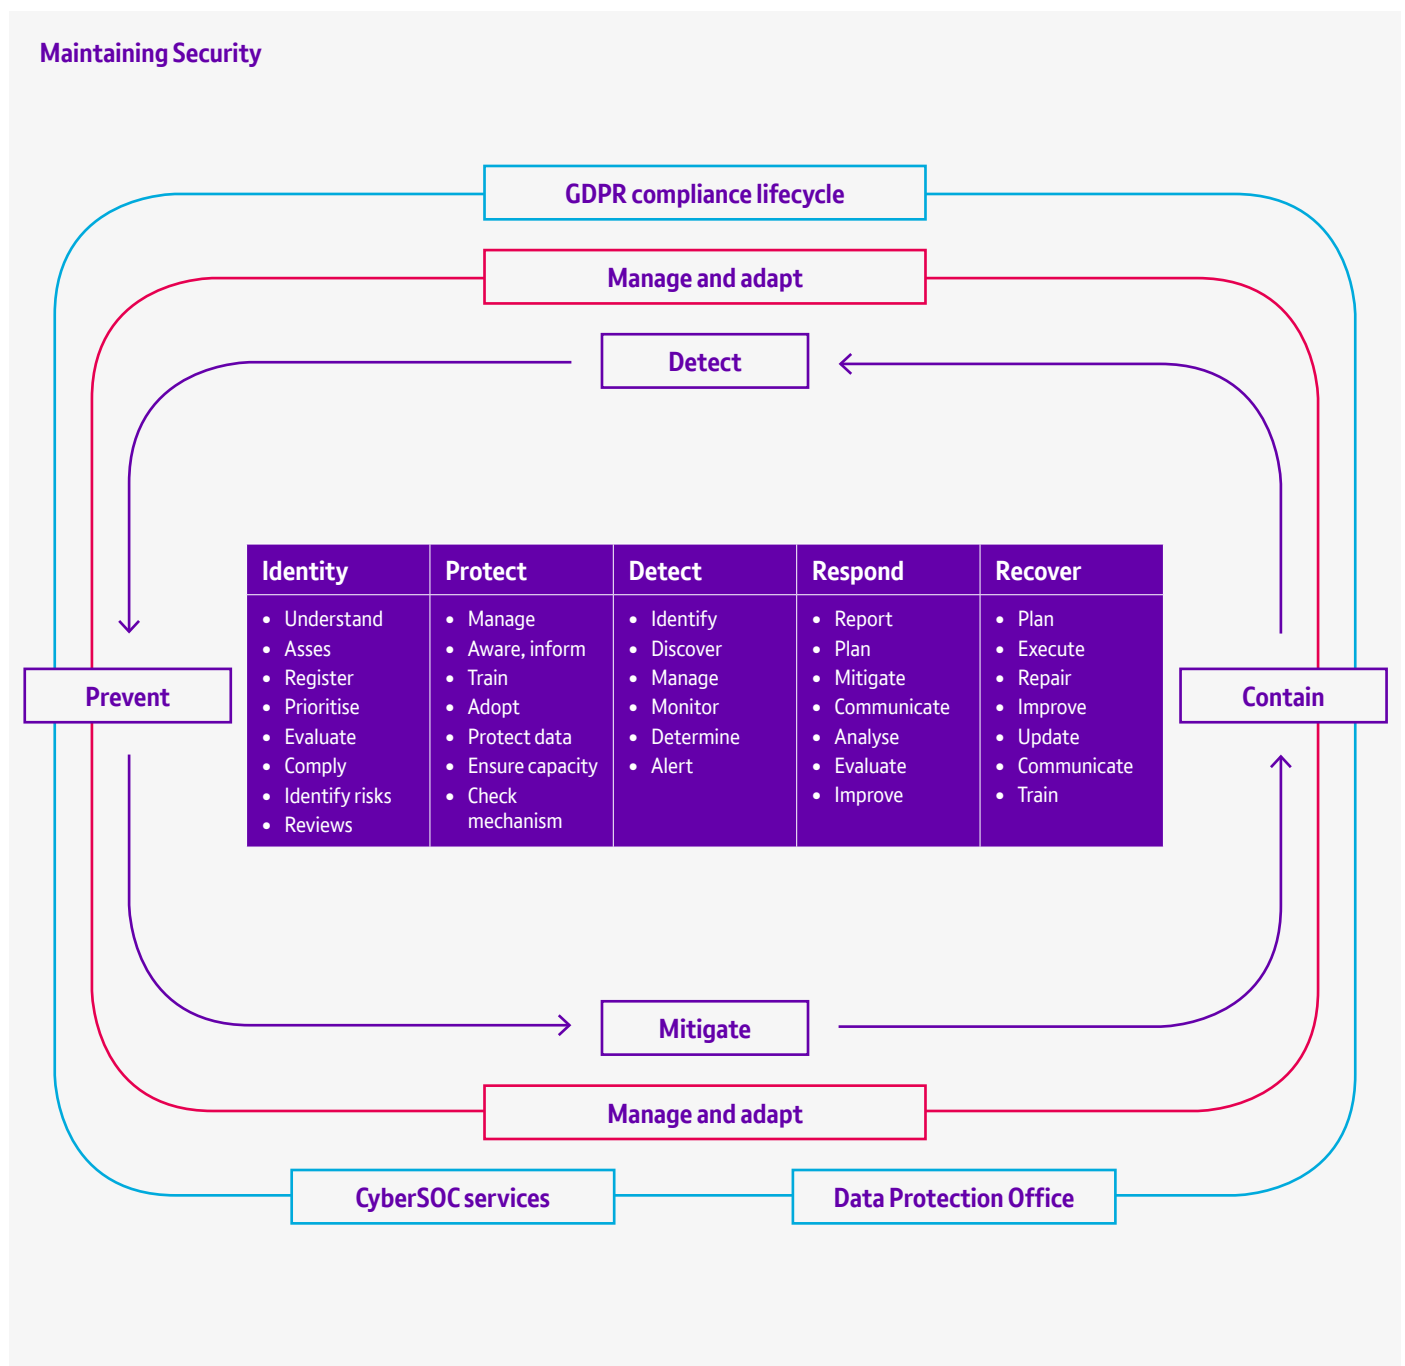 Maintaining Security
GDPR compliance lifecycle
Manage and adapt
Detect
Prevent
Identity
Understand
Asses
Register
Prioritise
Evaluate
Comply
Identify risks
Reviews
Protect
Manage
Aware, inform
Train
Adopt
Protect data
Ensure capacity
Check
mechanism
Detect
Identify
Discover
Manage
Monitor
Determine
Alert
Respond
Report
Plan
Mitigate
Communicate
Analyse
Evaluate
Improve
Recover
Plan
Execute
Repair
Improve
Update
Communicate
Train
Contain
Mitigate
Manage and adapt
CyberSOC services
Data Protection Office